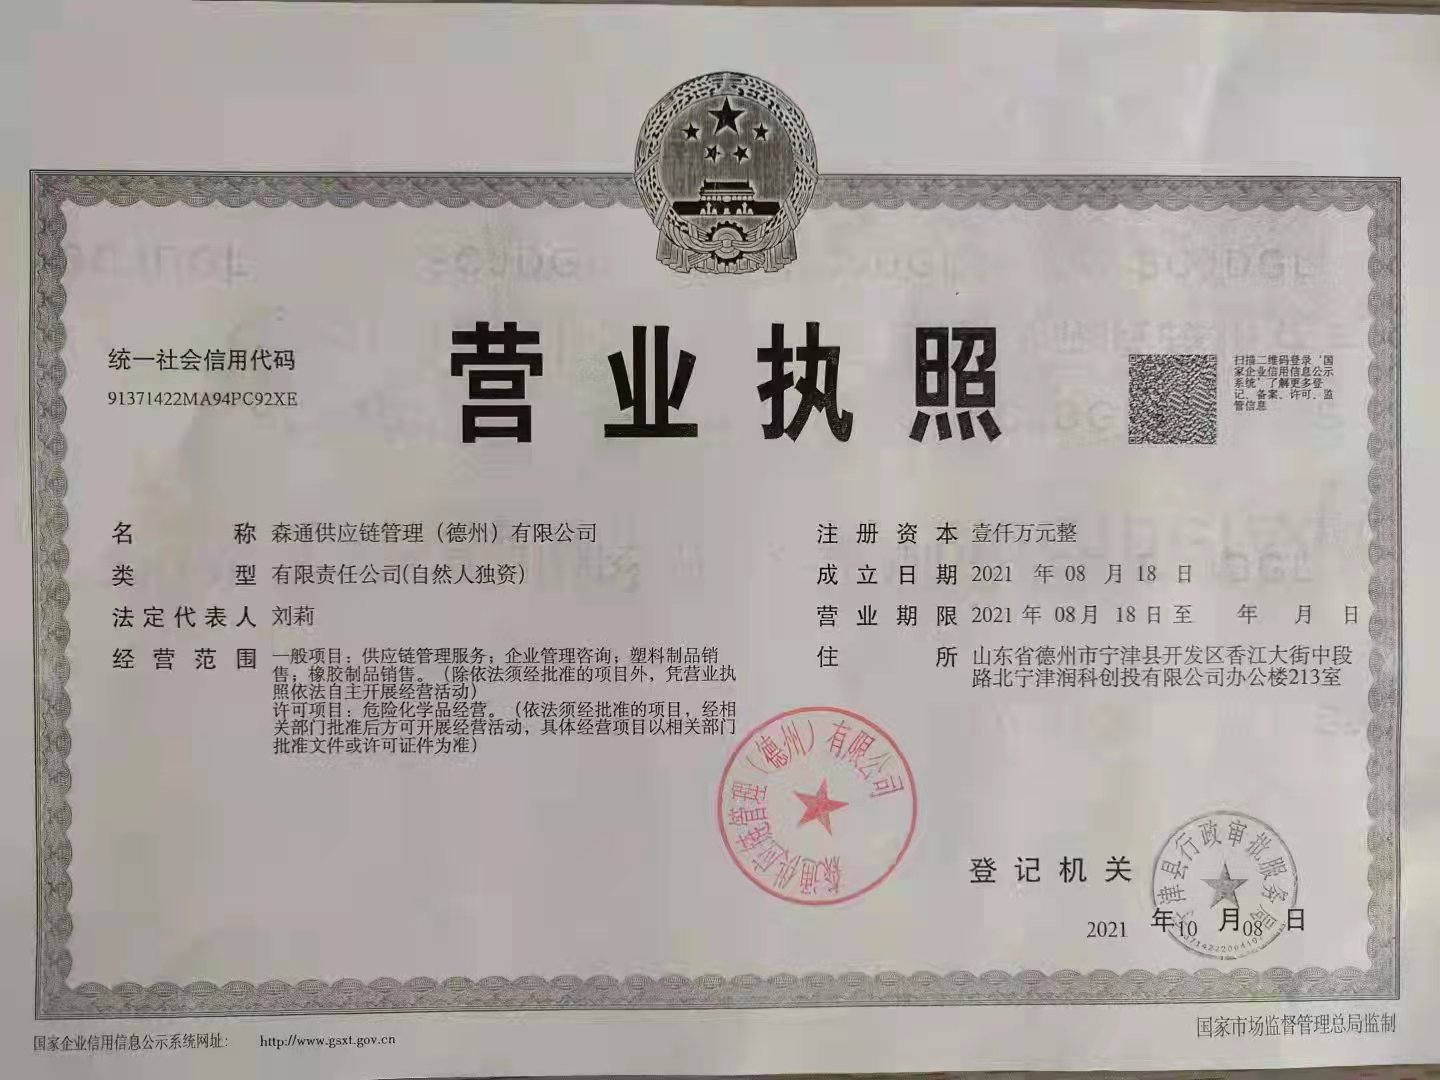 营业执照
统一社会信用代码
91371422MA94PC92XE
扫描二维码登录‘国
家企业信用信息公示
系统’了解更多登
记、备案、许可、监
管信息
名称 森通供应链管理（德州）有限公司
类型 有限责任公司(自然人独资)
法定代表人 刘莉
经营范围 一般项目：供应链管理服务；企业管理咨询；塑料制品销
售；橡胶制品销售。（除依法须经批准的项目外，凭营业执
照依法自主开展经营活动）
许可项目：危险化学品经营。（依法须经批准的项目，经相
关部门批准后方可开展经营活动，具体经营项目以相关部门
批准文件或许可证件为准）
注册资本 壹仟万元整
成立日期 2021 年 08 月 18 日
营业期限 2021 年 08月 18 日 至 年 月 日
住所 山东省德州市宁津县开发区香江大街中段
路北宁津润科创投有限公司办公楼213室
森通供应链管理（德州）有限公司
登记机关
宁津县行政审批服务局
2021 年 10 月 08 日
国家企业信用信息公示系统网址： http://www.gsxt.gov.cn
国家市场监督管理总局监制